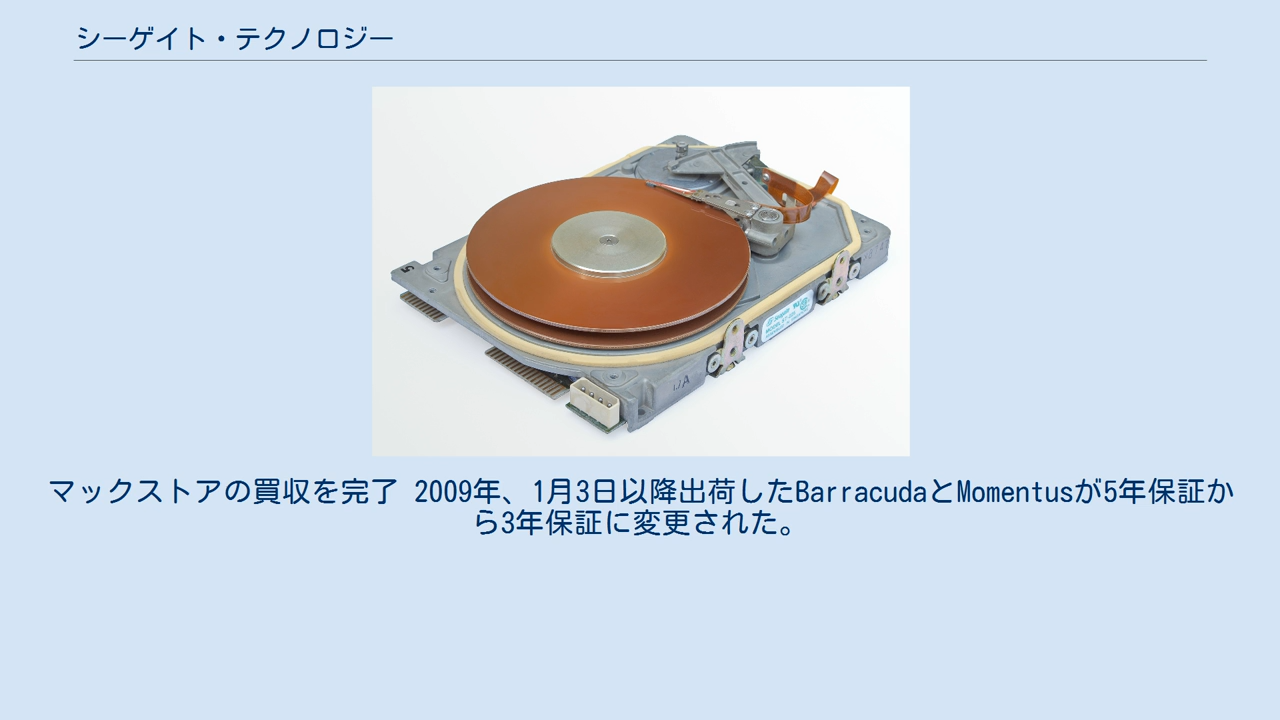 シーゲイト・テクノロジー
5
Seagate
1/A
マックストアの買収を完了 2009年、1月3日以降出荷したBarracudaとMomentusが5年保証か
ら3年保証に変更された。